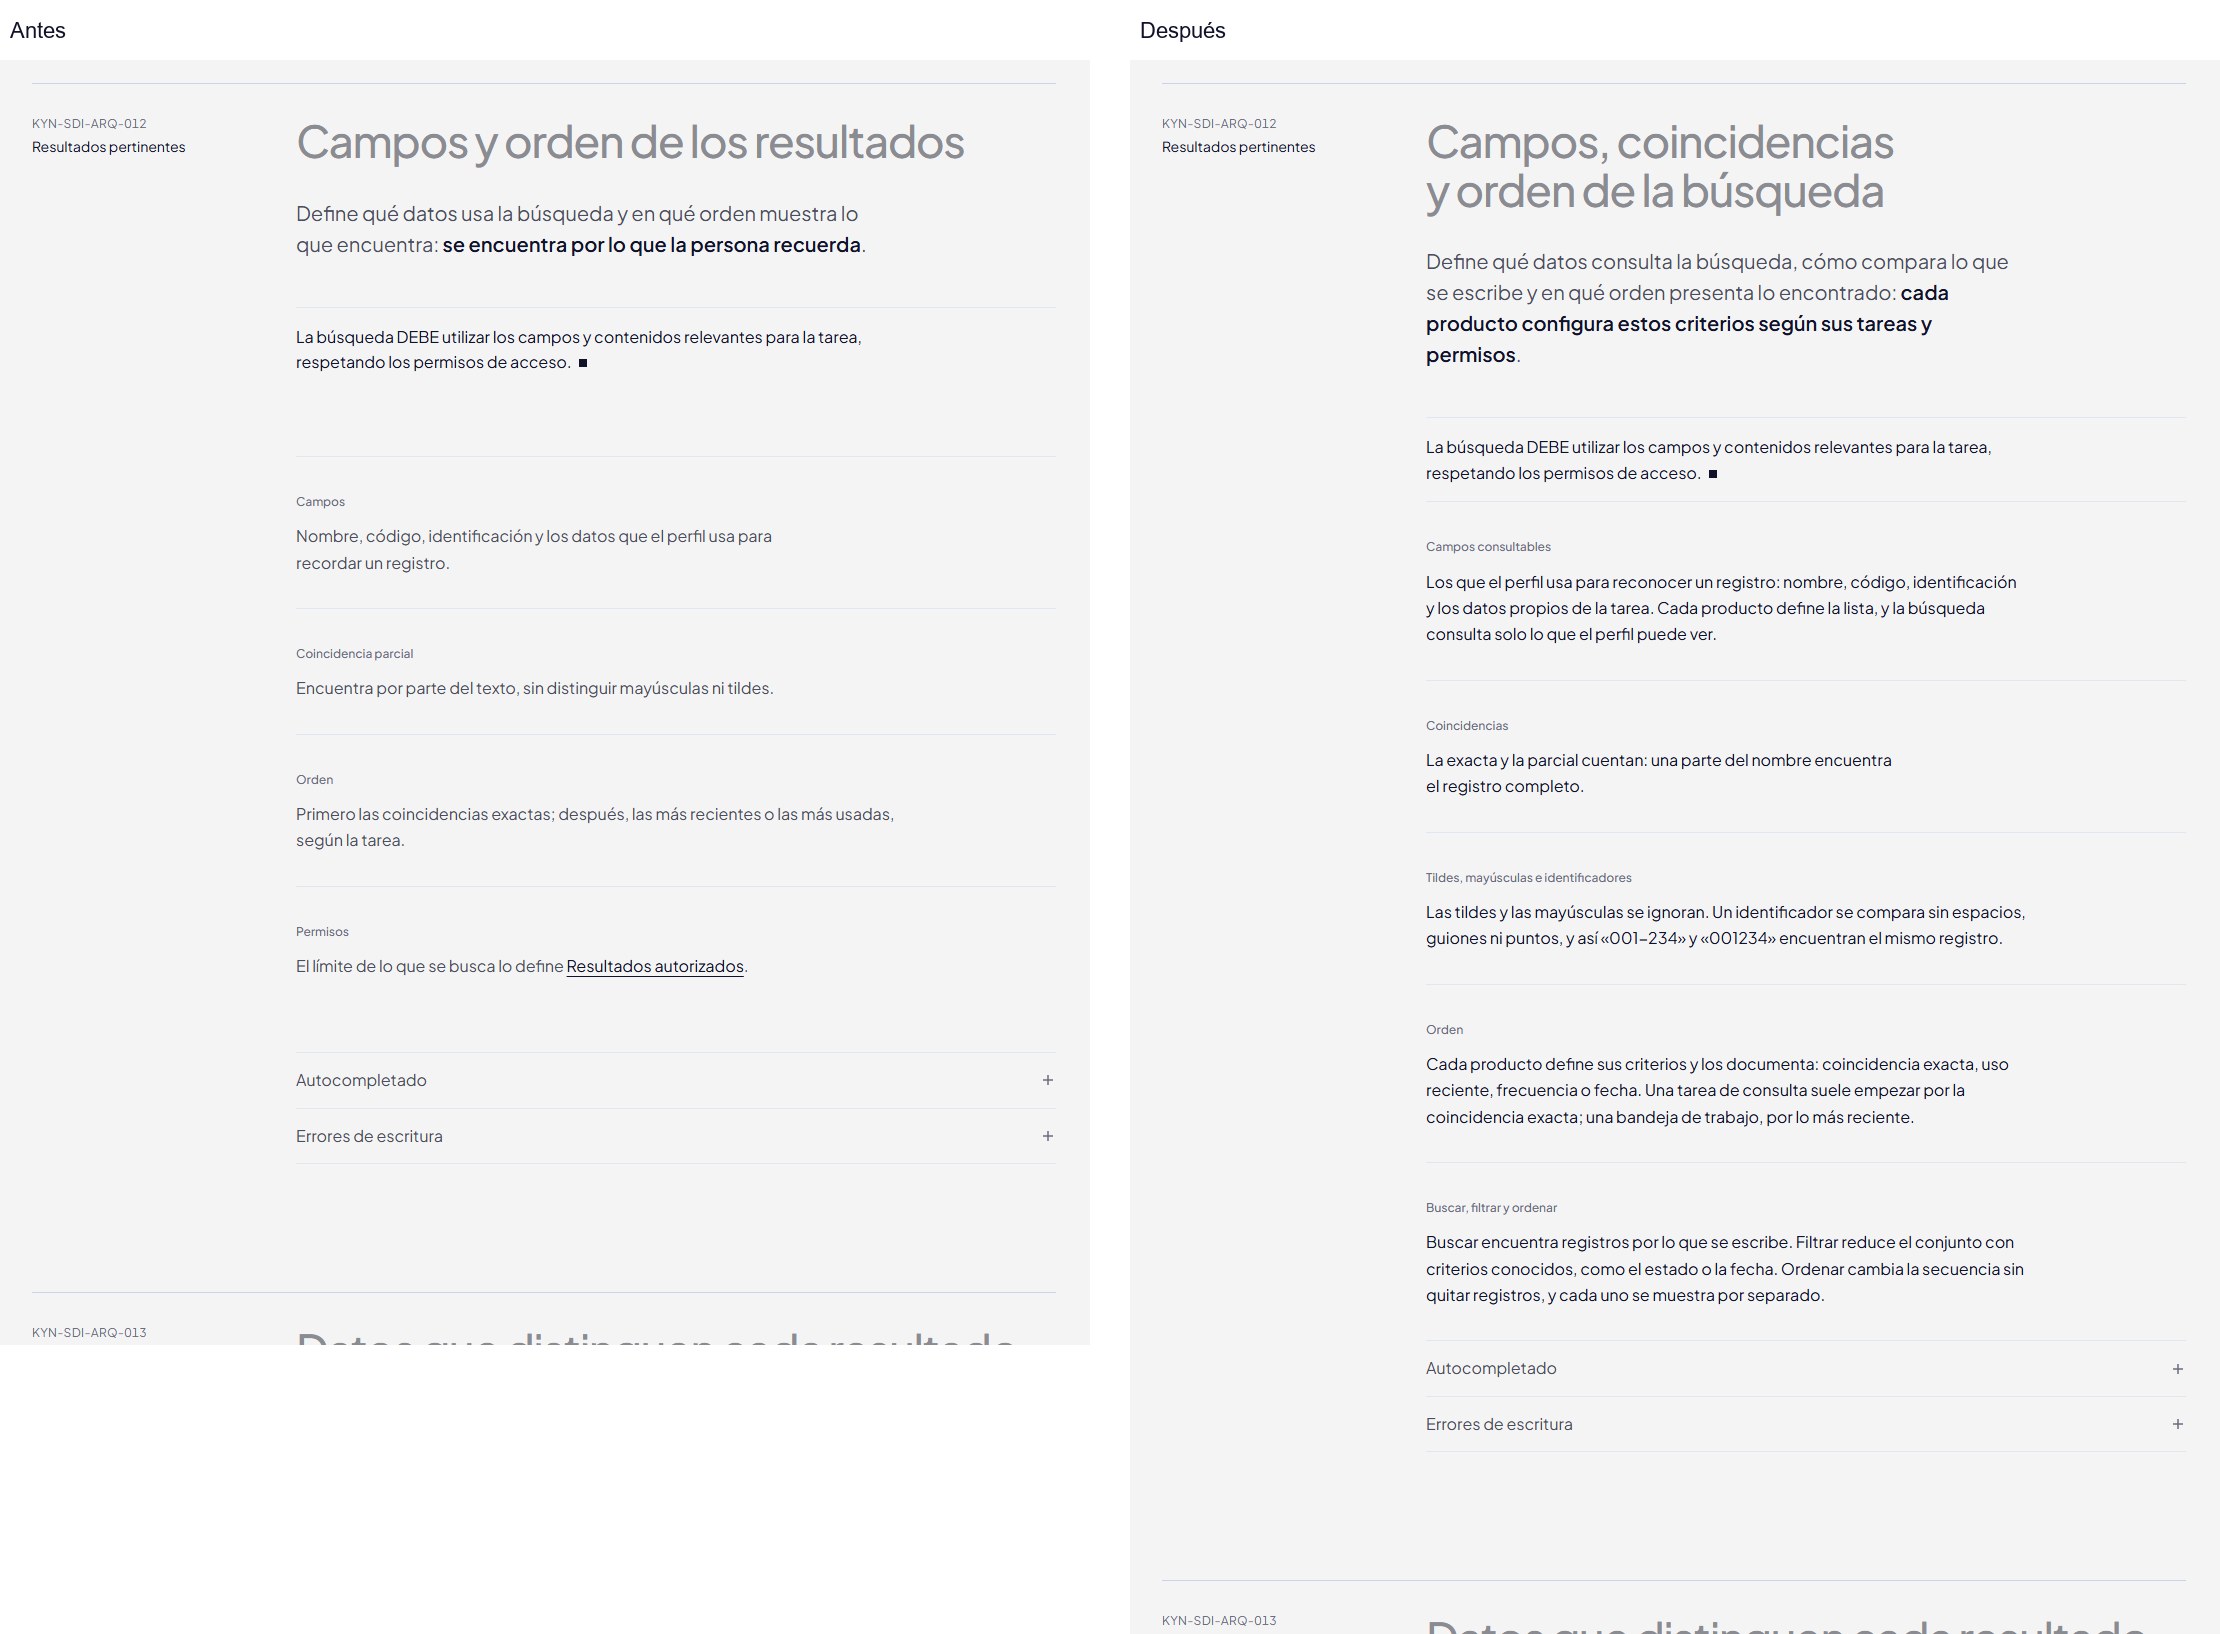 Antes
KYN-SDI-ARQ-012
Resultados pertinentes
Campos y orden de los resultados
Define qué datos usa la búsqueda y en qué orden muestra lo
que encuentra: se encuentra por lo que la persona recuerda.
La búsqueda DEBE utilizar los campos y contenidos relevantes para la tarea,
respetando los permisos de acceso.
Campos
Nombre, código, identificación y los datos que el perfil usa para
recordar un registro.
Coincidencia parcial
Encuentra por parte del texto, sin distinguir mayúsculas ni tildes.
Orden
Primero las coincidencias exactas; después, las más recientes o las más usadas,
según la tarea.
Permisos
El límite de lo que se busca lo define Resultados autorizados.
Autocompletado
Errores de escritura
KYN-SDI-ARQ-013
Datos que distinguen cada resultado
Después
KYN-SDI-ARQ-012
Resultados pertinentes
Campos, coincidencias
y orden de la búsqueda
Define qué datos consulta la búsqueda, cómo compara lo que
se escribe y en qué orden presenta lo encontrado: cada
producto configura estos criterios según sus tareas y
permisos.
La búsqueda DEBE utilizar los campos y contenidos relevantes para la tarea,
respetando los permisos de acceso.
Campos consultables
Los que el perfil usa para reconocer un registro: nombre, código, identificación
y los datos propios de la tarea. Cada producto define la lista, y la búsqueda
consulta solo lo que el perfil puede ver.
Coincidencias
La exacta y la parcial cuentan: una parte del nombre encuentra
el registro completo.
Tildes, mayúsculas e identificadores
Las tildes y las mayúsculas se ignoran. Un identificador se compara sin espacios,
guiones ni puntos, y así «001-234» y «001234» encuentran el mismo registro.
Orden
Cada producto define sus criterios y los documenta: coincidencia exacta, uso
reciente, frecuencia o fecha. Una tarea de consulta suele empezar por la
coincidencia exacta; una bandeja de trabajo, por lo más reciente.
Buscar, filtrar y ordenar
Buscar encuentra registros por lo que se escribe. Filtrar reduce el conjunto con
criterios conocidos, como el estado o la fecha. Ordenar cambia la secuencia sin
quitar registros, y cada uno se muestra por separado.
Autocompletado
Errores de escritura
KYN-SDI-ARQ-013
Datos que distinguen cada resultado